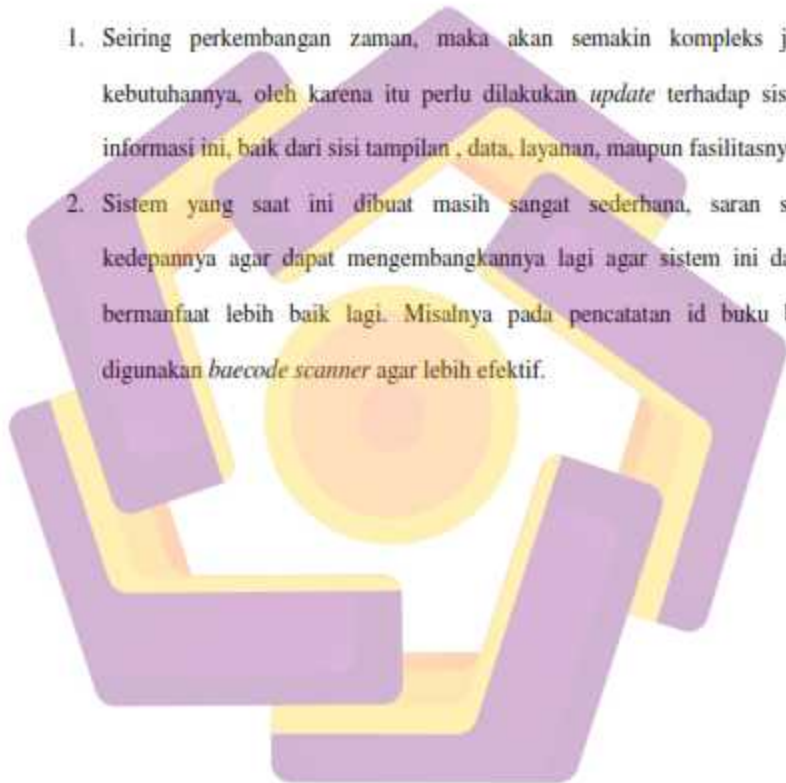 1. Seiring perkembangan zaman, maka akan semakin kompleks j
kebutuhannya, oleh karena itu perlu dilakukan update terhadap sis
informasi ini, baik dari sisi tampilan , data, layanan, maupun fasilitasny
2. Sistem yang saat ini dibuat masih sangat sederhana, saran s
kedepannya agar dapat mengembangkannya lagi agar sistem ini da
bermanfaat lebih baik lagi. Misalnya pada pencatatan id buku b
digunakan baecode scanner agar lebih efektif.